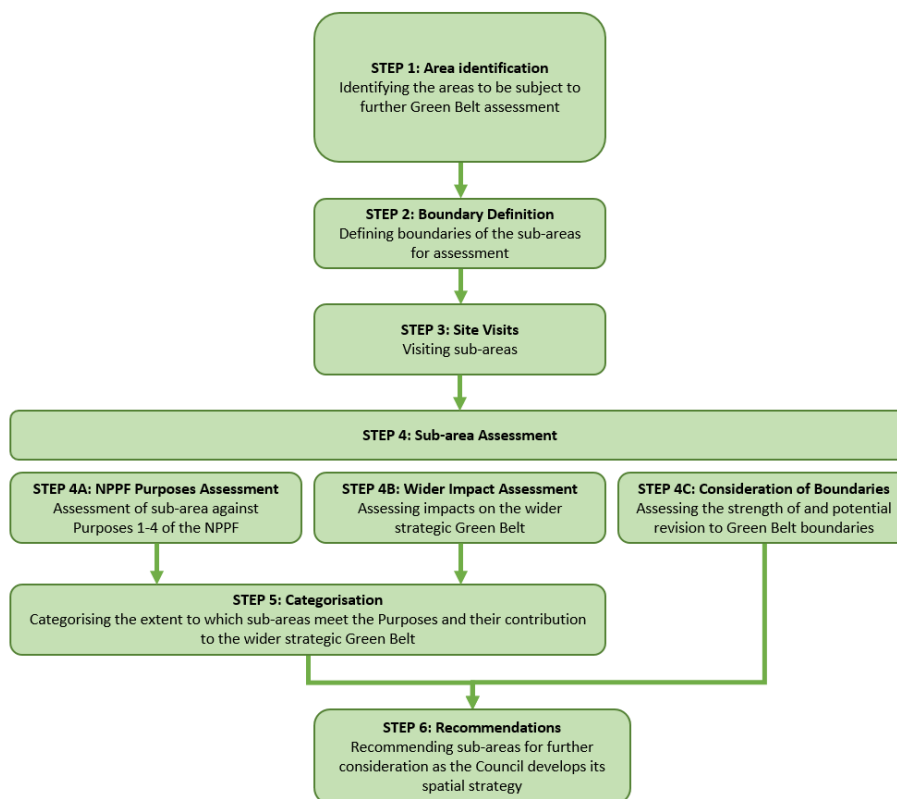 STEP 1: Area identification
Identifying the areas to be subject to
further Green Belt assessment
STEP 2: Boundary Definition
Defining boundaries of the sub-areas
for assessment
STEP 3: Site Visits
Visiting sub-areas
STEP 4: Sub-area Assessment
STEP 4A: NPPF Purposes Assessment
Assessment of sub-area against
Purposes 1-4 of the NPPF
STEP 4B: Wider Impact Assessment
Assessing impacts on the wider
strategic Green Belt
STEP 4C: Consideration of Boundaries
Assessing the strength of and potential
revision to Green Belt boundaries
STEP 5: Categorisation
Categorising the extent to which sub-areas meet the Purposes and their contribution
to the wider strategic Green Belt
STEP 6: Recommendations
Recommending sub-areas for further
consideration as the Council develops its
spatial strategy